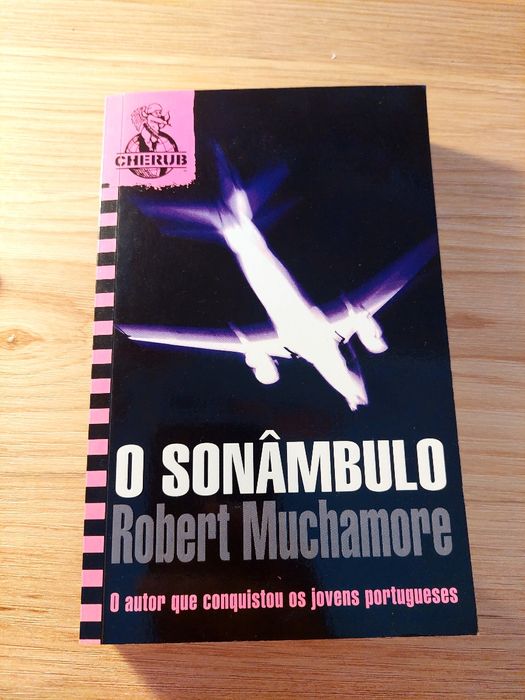 CHERUB
O SONÂMBULO
Robert Muchamore
O autor que conquistou os jovens portugueses